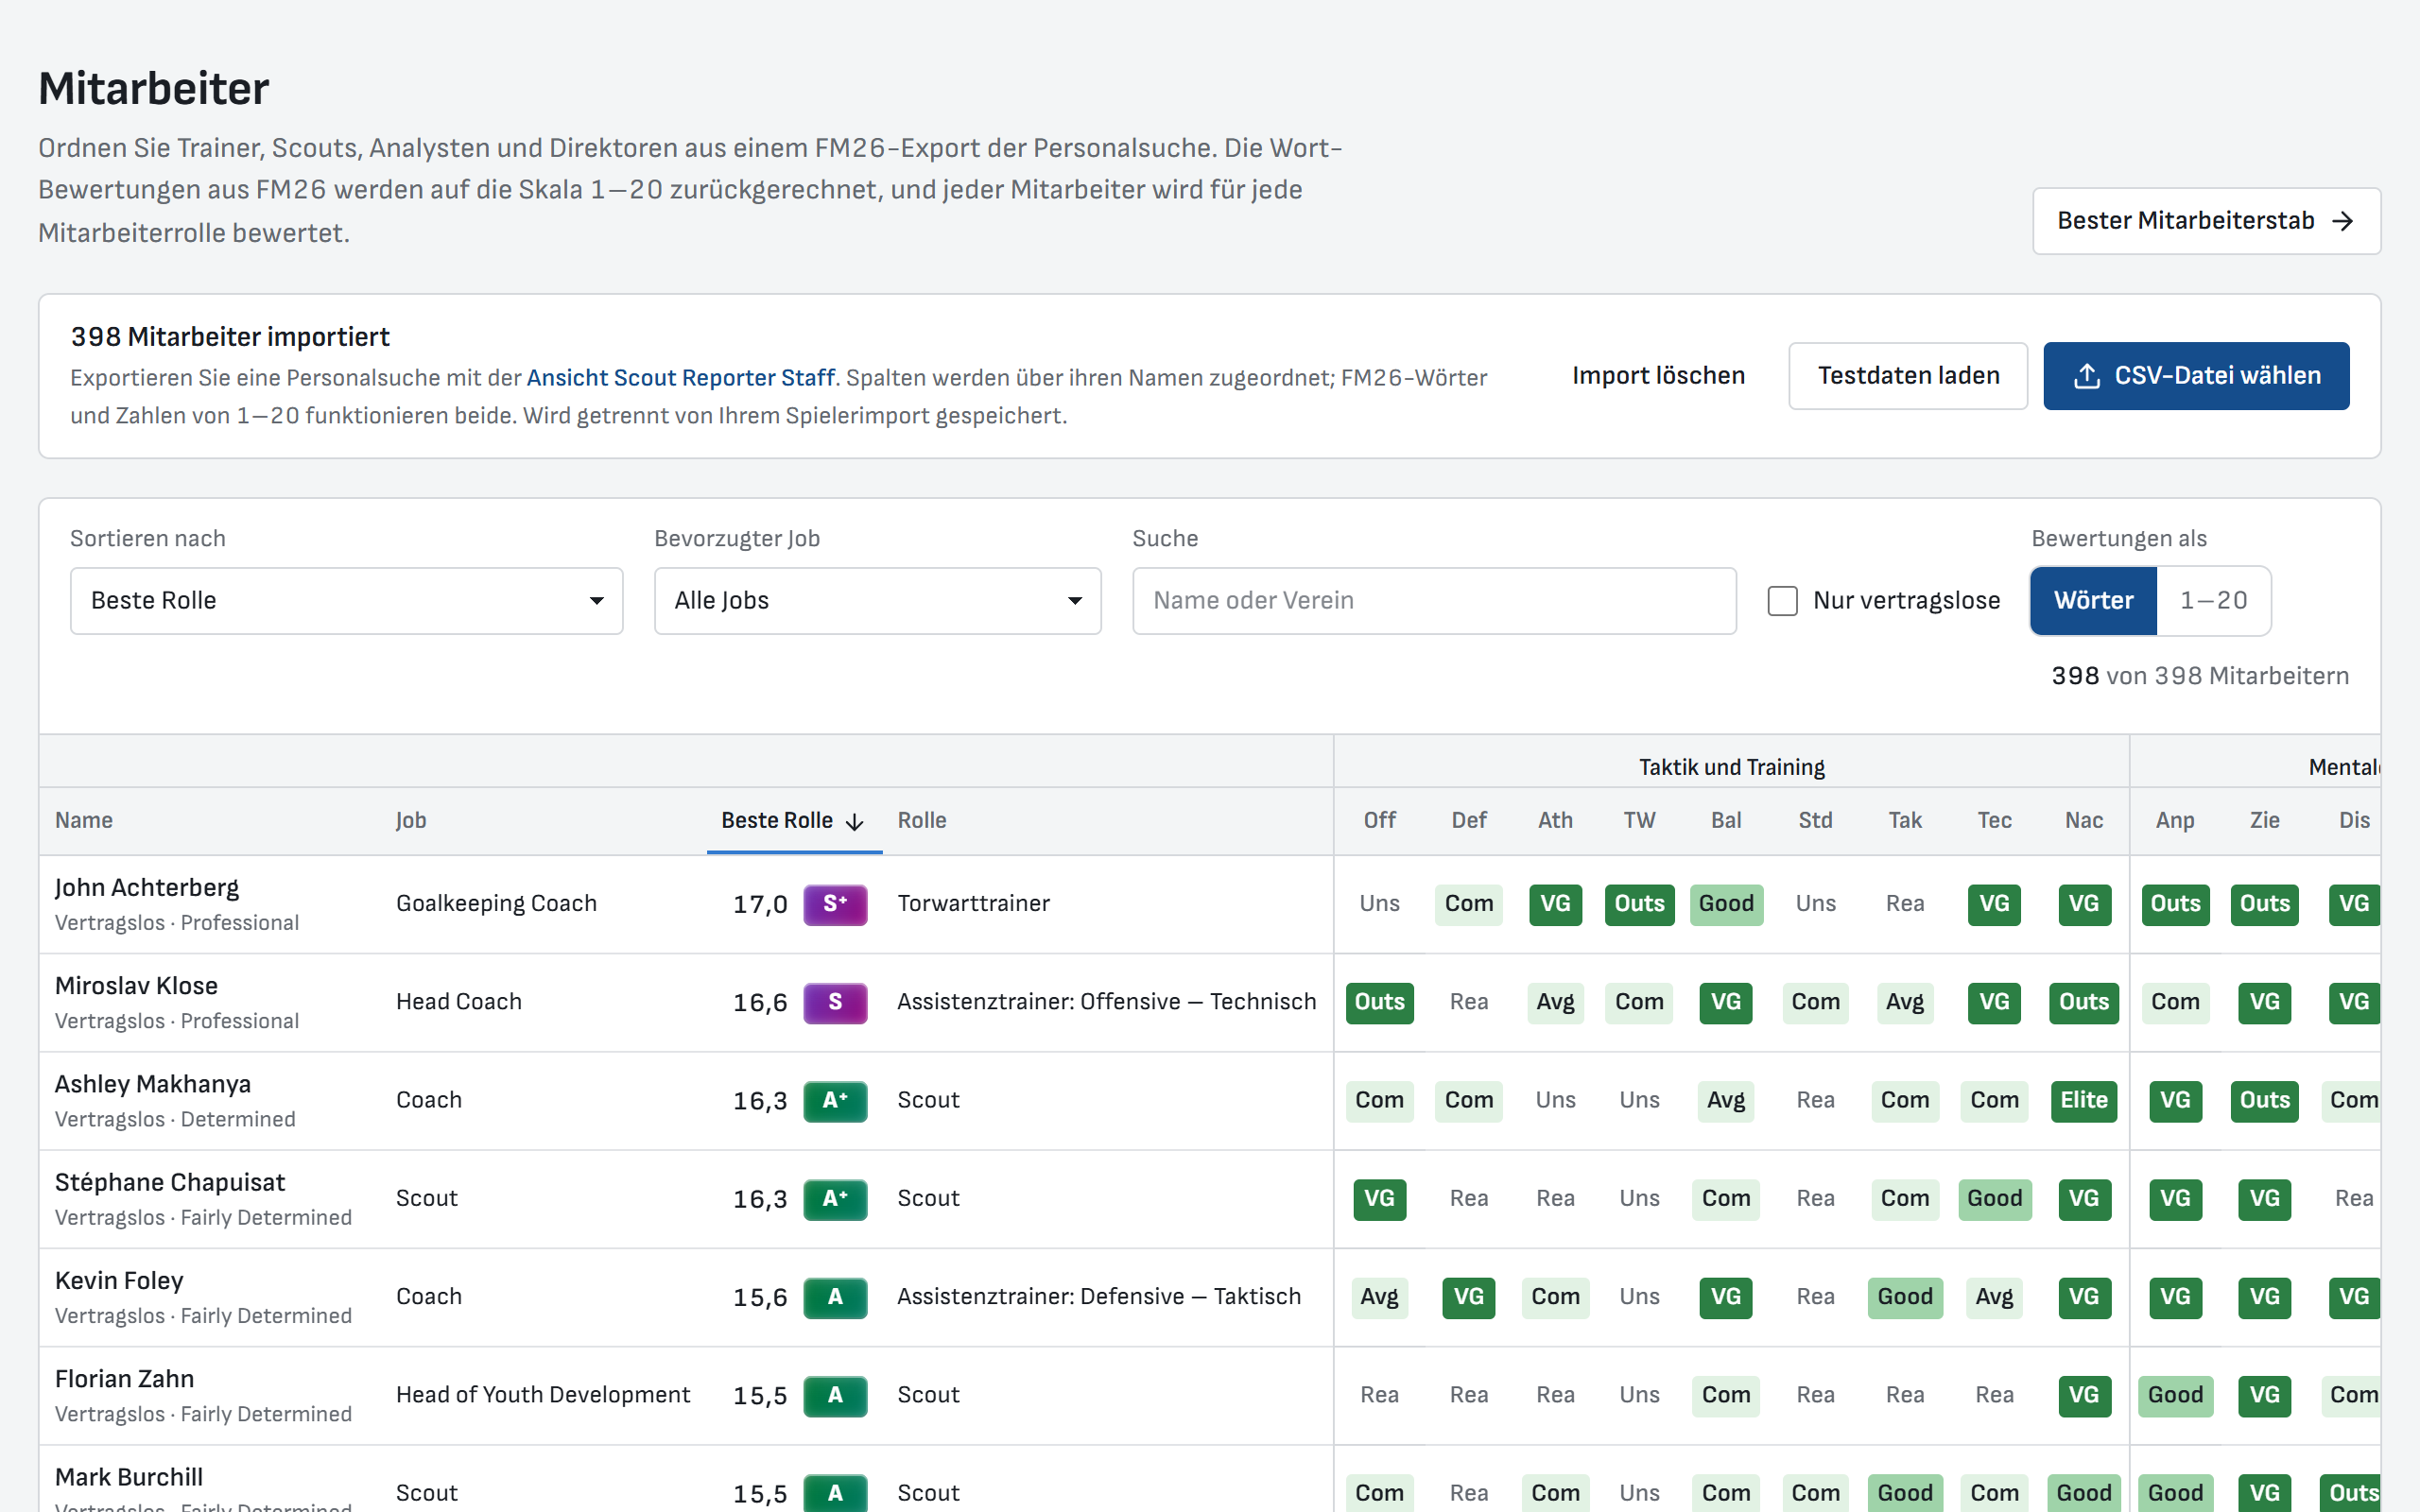 Mitarbeiter
Ordnen Sie Trainer, Scouts, Analysten und Direktoren aus einem FM26-Export der Personalsuche. Die Wort-
Bewertungen aus FM26 werden auf die Skala 1–20 zurückgerechnet, und jeder Mitarbeiter wird für jede
Mitarbeiterrolle bewertet.
Bester Mitarbeiterstab →
398 Mitarbeiter importiert
Exportieren Sie eine Personalsuche mit der Ansicht Scout Reporter Staff. Spalten werden über ihren Namen zugeordnet; FM26-Wörter
und Zahlen von 1–20 funktionieren beide. Wird getrennt von Ihrem Spielerimport gespeichert.
Import löschen
Testdaten laden
CSV-Datei wählen
Sortieren nach
Bevorzugter Job
Suche
Bewertungen als
Beste Rolle
Alle Jobs
Name oder Verein
Nur vertragslose
Wörter 1–20
398 von 398 Mitarbeitern
Taktik und Training
Name Job Beste Rolle ↓ Rolle Off Def Ath TW Bal Std Tak Tec Nac Anp Zie Dis
John Achterberg
Vertragslos · Professional
Goalkeeping Coach 17,0 S+ Torwarttrainer Uns Com VG Outs Good Uns Rea VG VG Outs Outs VG
Miroslav Klose
Vertragslos · Professional
Head Coach 16,6 S Assistenztrainer: Offensive – Technisch Outs Rea Avg Com VG Com Avg VG Outs Com VG VG
Ashley Makhanya
Vertragslos · Determined
Coach 16,3 A+ Scout Com Com Uns Uns Avg Rea Com Com Elite VG Outs Com
Stéphane Chapuisat
Vertragslos · Fairly Determined
Scout 16,3 A+ Scout VG Rea Rea Uns Com Rea Com Good VG VG VG Rea
Kevin Foley
Vertragslos · Fairly Determined
Coach 15,6 A Assistenztrainer: Defensive – Taktisch Avg VG Com Uns VG Rea Good Avg VG VG VG VG
Florian Zahn
Vertragslos · Fairly Determined
Head of Youth Development 15,5 A Scout Rea Rea Rea Uns Com Rea Rea Rea VG Good VG Com
Mark Burchill
Vertragslos · Fairly Determined
Scout 15,5 A Scout Com Rea Com Uns Com Com Good Com Good Good VG Outs